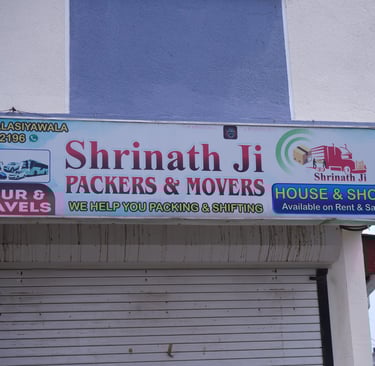 LASIYAWALA
2196
UR &
AVELS
Shrinath Ji
PACKERS & MOVERS
WE HELP YOU PACKING & SHIFTING
Shrinath Ji
HOUSE & SHO
Available on Rent & Sa